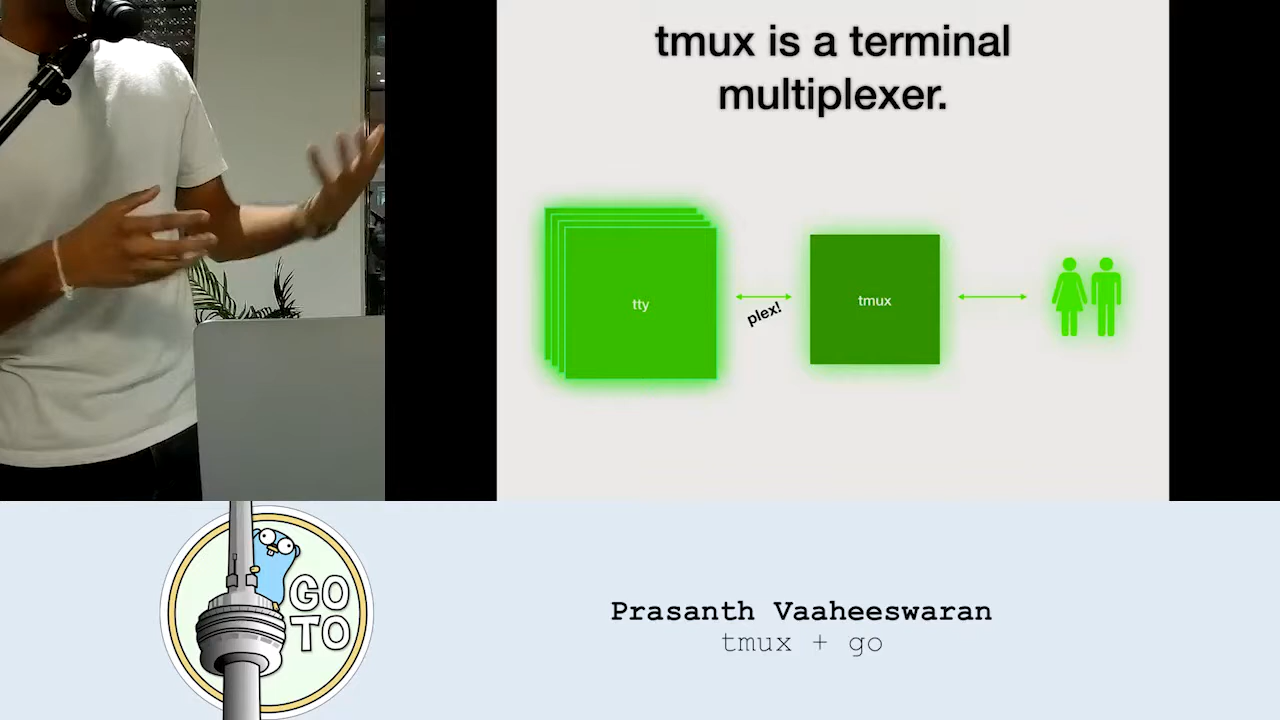 tmux is a terminal
multiplexer.
tty
plex!
tmux
GO
TO
Prasanth Vaaheeswaran
tmux + go